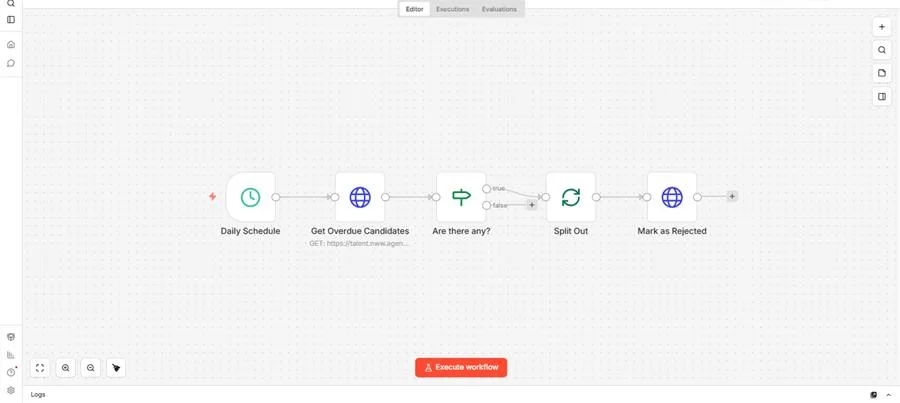 Editor Executions Evaluations
true
false
Daily Schedule
Get Overdue Candidates
GET: https://talent.nww.agen...
Are there any?
Split Out
Mark as Rejected
Execute workflow
Logs